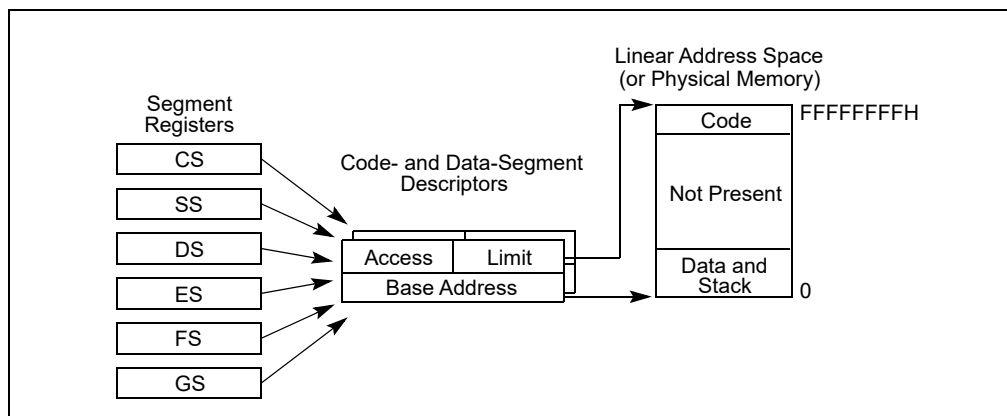 Linear Address Space
(or Physical Memory)
Segment
Registers
CS
SS
DS
ES
FS
GS
Code- and Data-Segment
Descriptors
Access
Limit
Base Address
Code
FFFFFFFFH
Not Present
Data and
Stack
0